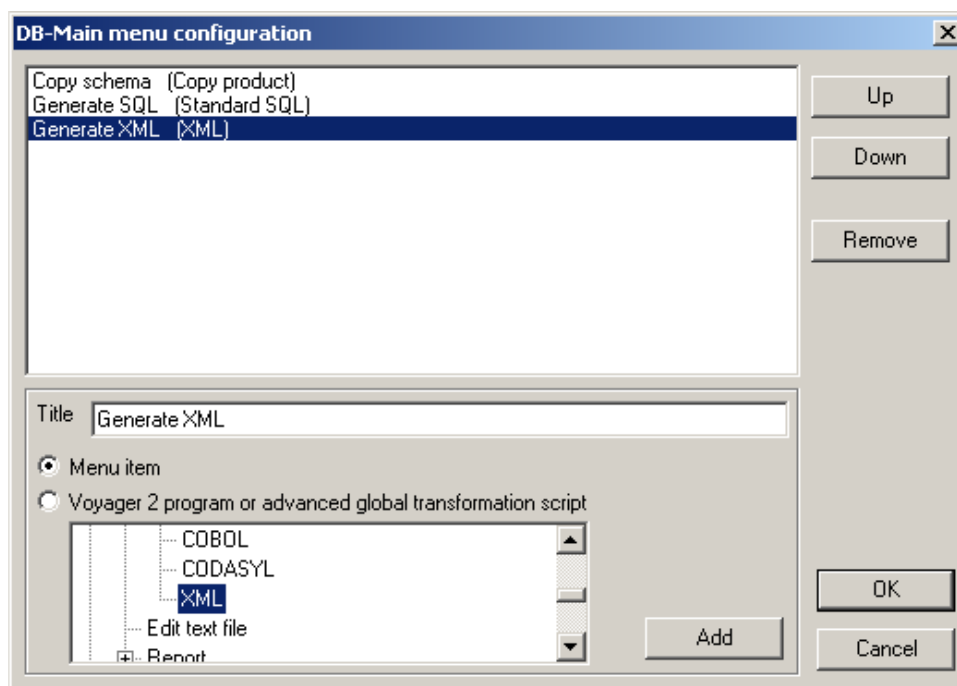 DB-Main menu configuration
Copy schema (Copy product)
Generate SQL (Standard SQL)
Generate XML (XML)
Up
Down
Remove
Title Generate XML
Menu item
Voyager 2 program or advanced global transformation script
COBOL
CODASYL
XML
Edit text file
Report
Add
OK
Cancel